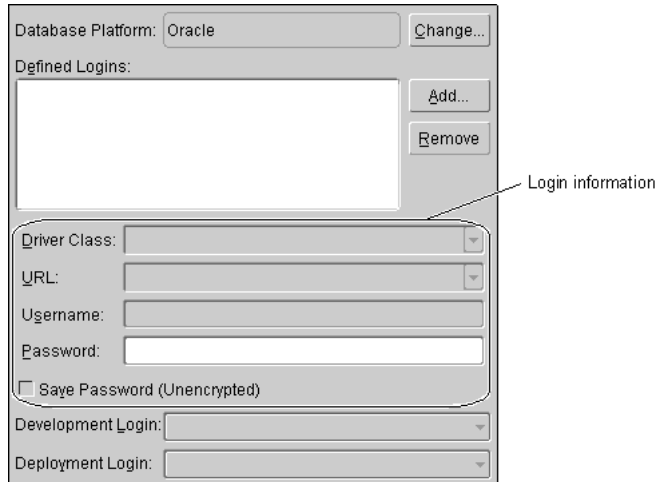 Database Platform: Oracle Change...
Defined Logins:
Add...
Remove
Login information
Driver Class:
URL:
Username:
Password:
Save Password (Unencrypted)
Development Login:
Deployment Login: